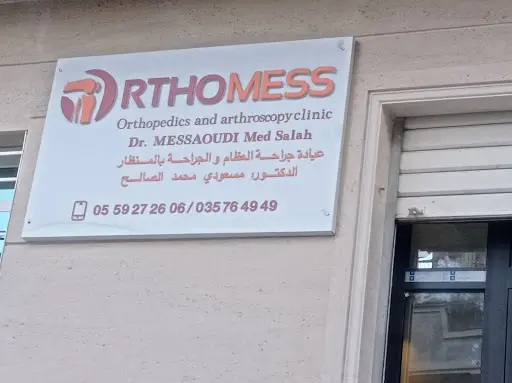 ORTHOMESS
Orthopedics and arthroscopy clinic
Dr. MESSAOUDI Med Salah
عيادة جراحة العظام و الجراحة بالمنظار
الدكتور، مسعودي محمد الصالح
05 59 27 26 06 / 035 76 49 49